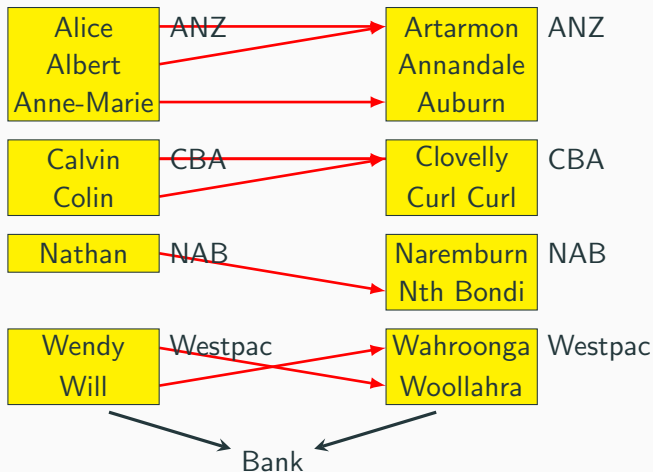 Alice ANZ Artarmon ANZ
Albert Annandale
Anne-Marie Auburn
Calvin CBA Clovelly CBA
Colin Curl Curl
Nathan NAB Naremburn NAB
Nth Bondi
Wendy Westpac Wahroonga Westpac
Will Woollahra
Bank